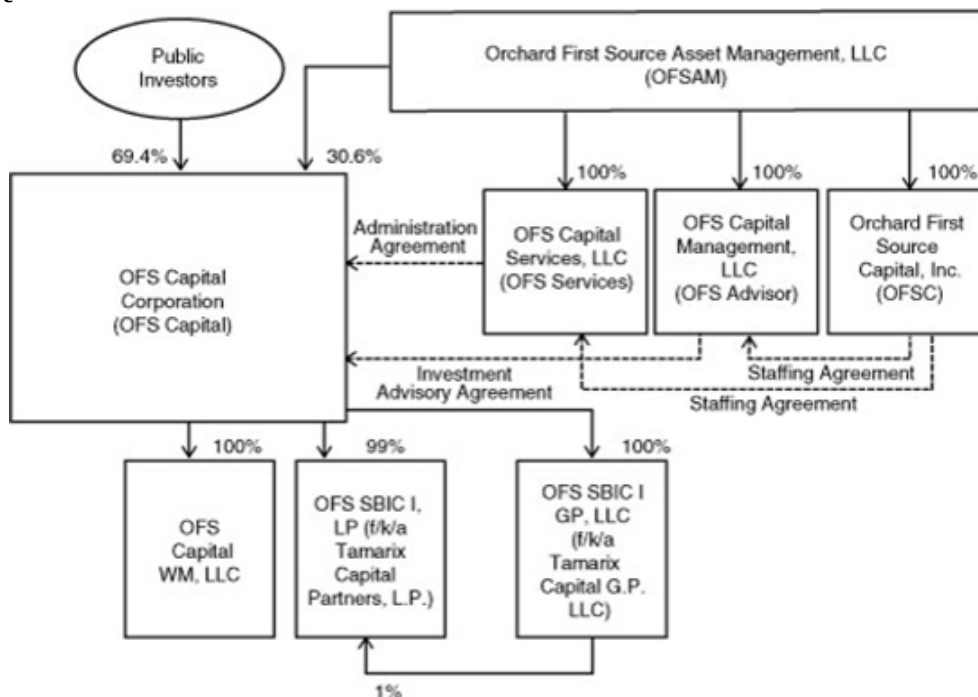 Public
Investors
Orchard First Source Asset Management, LLC
(OFSAM)
69.4%
30.6%
100%
100%
100%
OFS Capital
Corporation
(OFS Capital)
Administration
Agreement
OFS Capital
Services, LLC
(OFS Services)
OFS Capital
Management,
LLC
(OFS Advisor)
Orchard First
Source
Capital, Inc.
(OFSC)
Investment
Advisory Agreement
Staffing Agreement
Staffing Agreement
100%
99%
100%
OFS
Capital
WM, LLC
OFS SBIC I,
LP (f/k/a
Tamarix
Capital
Partners, L.P.)
OFS SBIC I
GP, LLC
(f/k/a
Tamarix
Capital G.P.
LLC)
1%